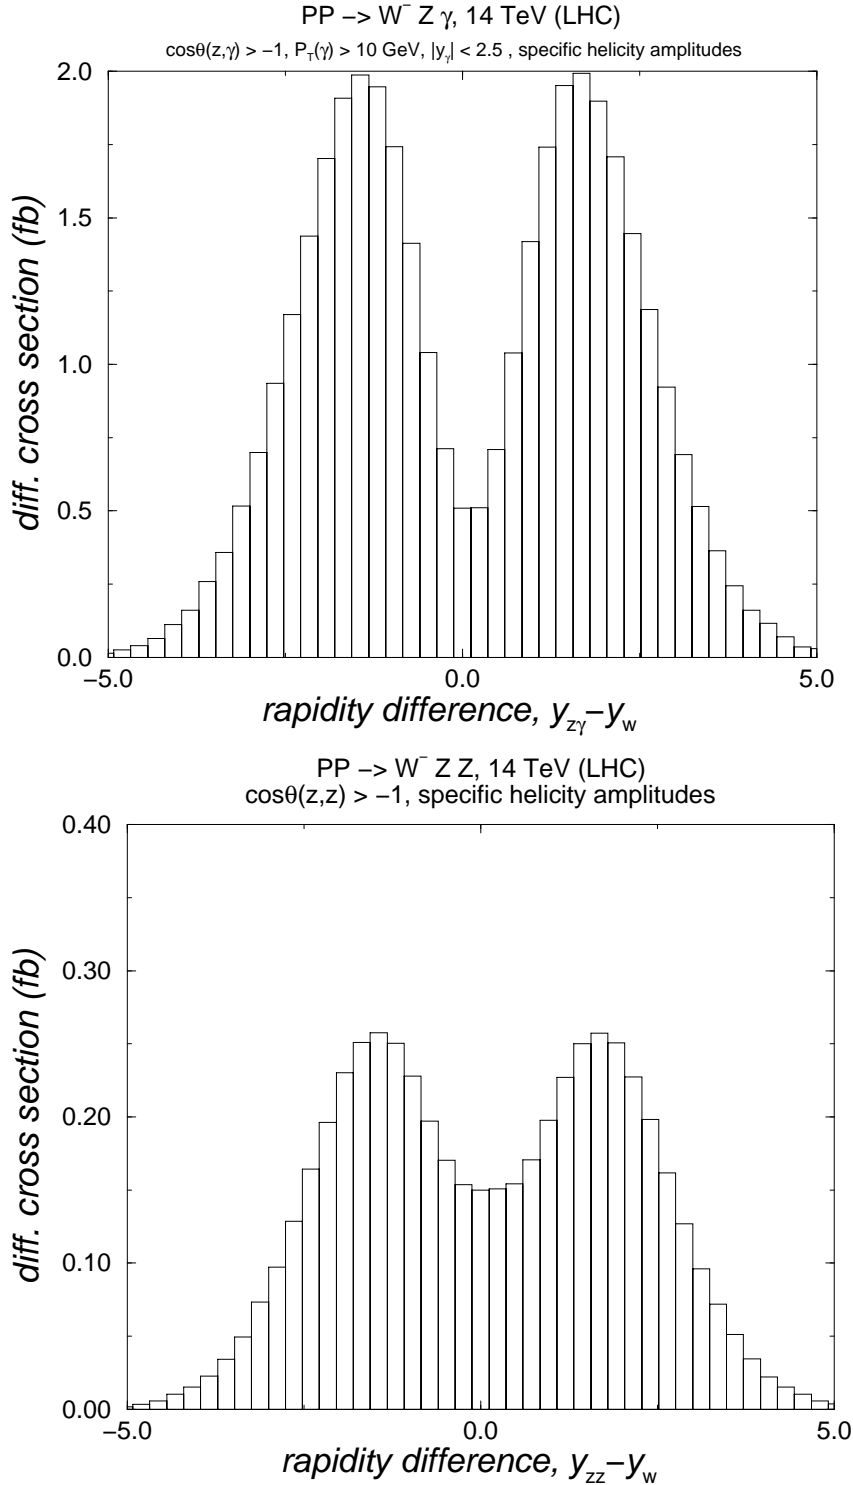 PP −> W⁻ Z γ, 14 TeV (LHC)
cosθ(z,γ) > −1, P_T(γ) > 10 GeV, |y_γ| < 2.5 , specific helicity amplitudes
2.0
1.5
1.0
0.5
0.0
diff. cross section (fb)
−5.0 0.0 5.0
rapidity difference, y_zγ−y_w
PP −> W⁻ Z Z, 14 TeV (LHC)
cosθ(z,z) > −1, specific helicity amplitudes
0.40
0.30
0.20
0.10
0.00
diff. cross section (fb)
−5.0 0.0 5.0
rapidity difference, y_zz−y_w